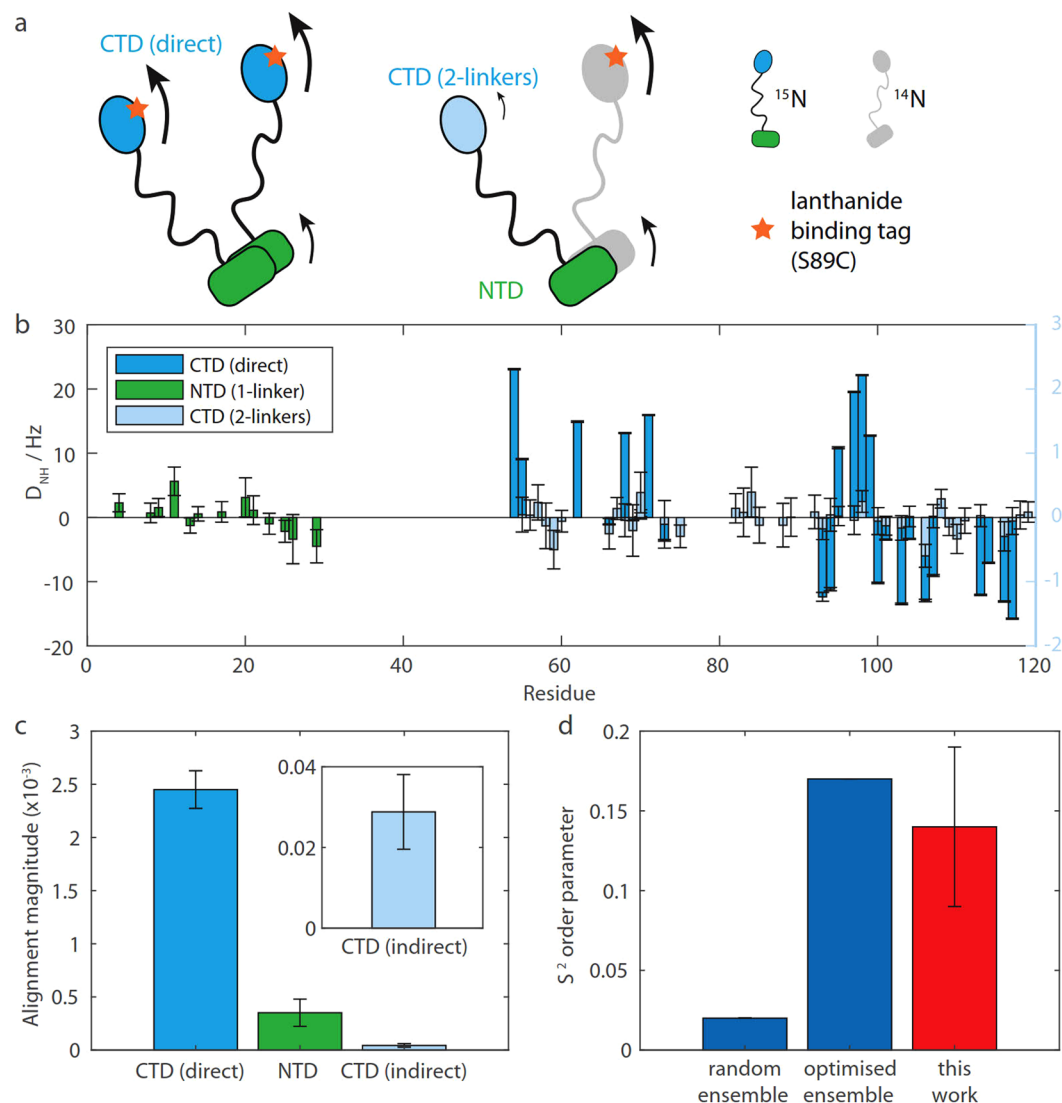 a
CTD (direct)
CTD (2-linkers)
NTD
15N
14N
lanthanide
binding tag
(S89C)
b
DNH / Hz
30
20
10
0
-10
-20
3
2
1
0
-1
-2
CTD (direct)
NTD (1-linker)
CTD (2-linkers)
0 20 40 60 80 100 120
Residue
c
Alignment magnitude (x10-3)
3
2.5
2
1.5
1
0.5
0
0.04
0.02
0
CTD (indirect)
CTD (direct) NTD CTD (indirect)
d
S2 order parameter
0.2
0.15
0.1
0.05
0
random optimised this
ensemble ensemble work